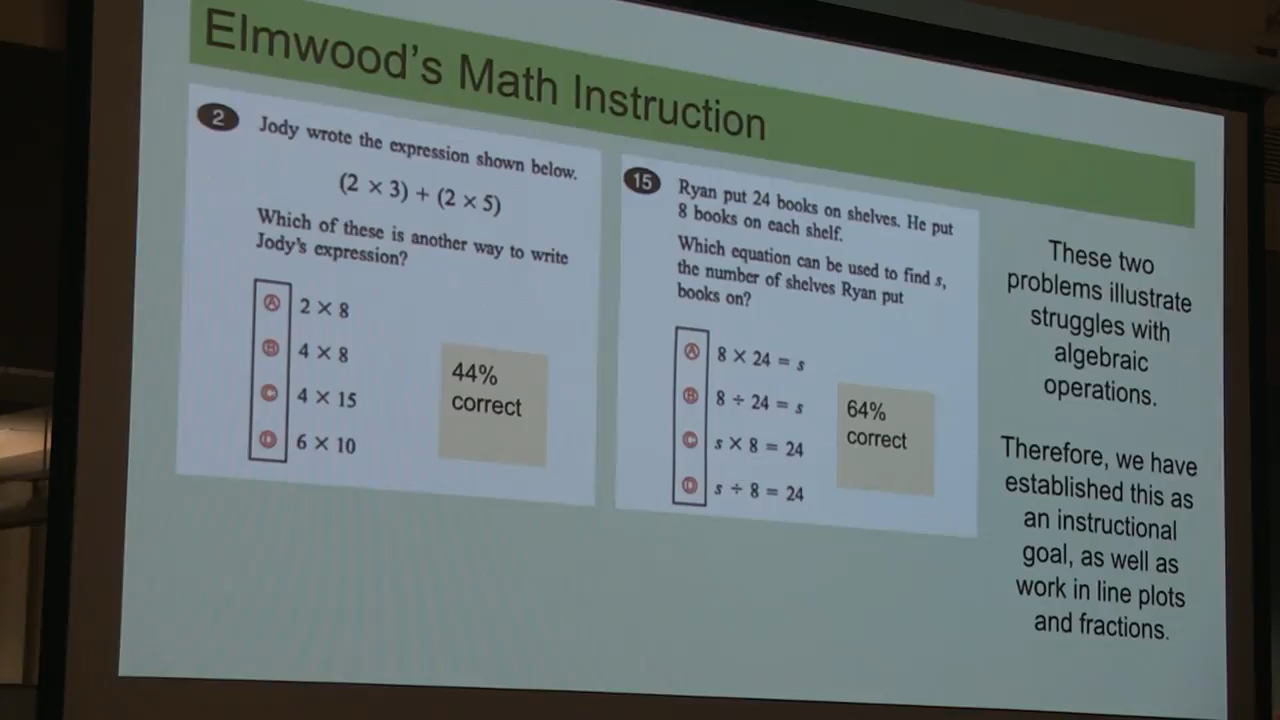 Elmwood's Math Instruction
2
Jody wrote the expression shown below.
(2 × 3) + (2 × 5)
Which of these is another way to write
Jody's expression?
A 2 × 8
B 4 × 8
C 4 × 15
D 6 × 10
44%
correct
15
Ryan put 24 books on shelves. He put
8 books on each shelf.
Which equation can be used to find s,
the number of shelves Ryan put
books on?
A 8 × 24 = s
B 8 ÷ 24 = s
C s × 8 = 24
D s ÷ 8 = 24
64%
correct
These two
problems illustrate
struggles with
algebraic
operations.
Therefore, we have
established this as
an instructional
goal, as well as
work in line plots
and fractions.